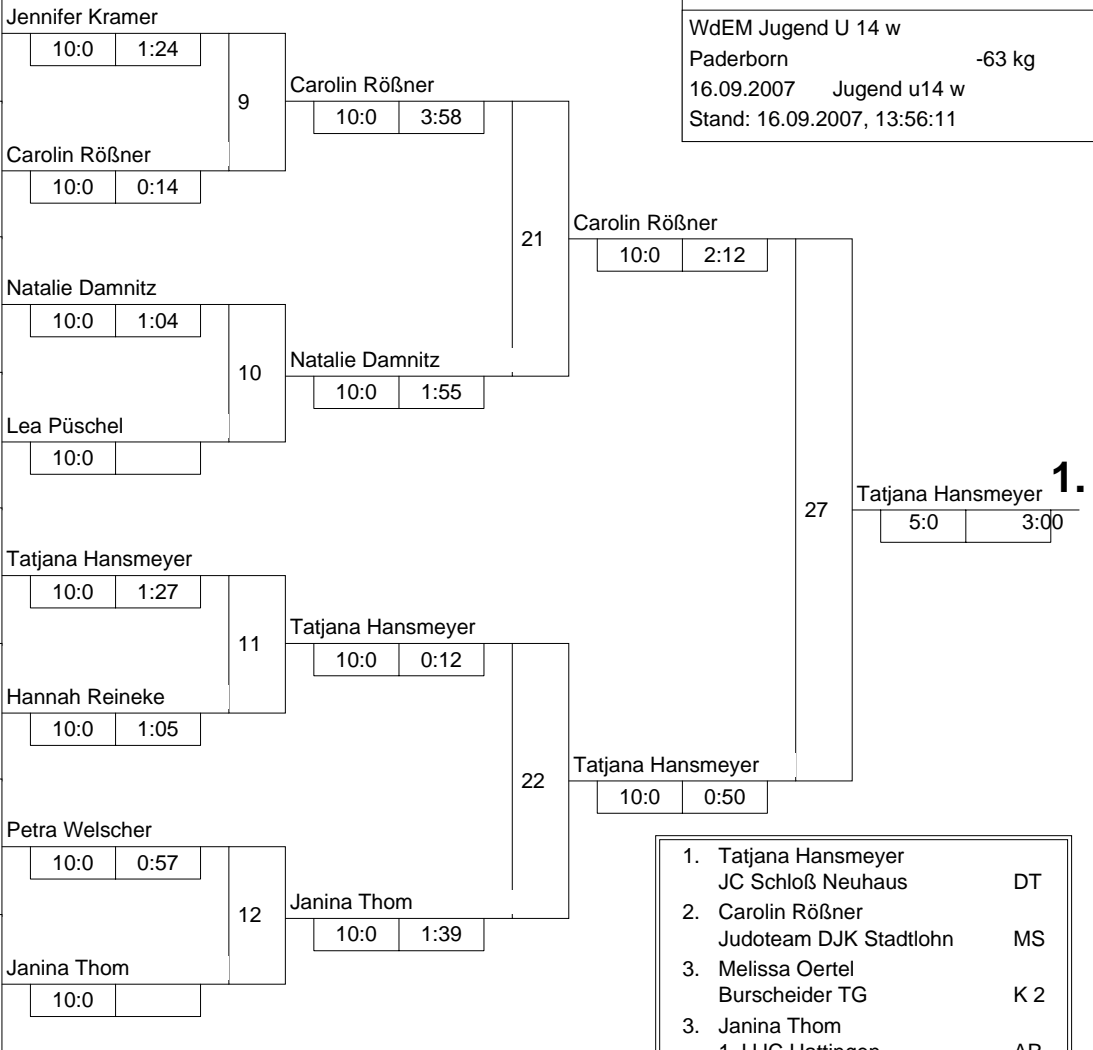 Jennifer Kramer
10:0 1:24
9
Carolin Rößner
10:0 3:58
Carolin Rößner
10:0 0:14
WdEM Jugend U 14 w
Paderborn -63 kg
16.09.2007 Jugend u14 w
Stand: 16.09.2007, 13:56:11
21
Carolin Rößner
10:0 2:12
Natalie Damnitz
10:0 1:04
10
Natalie Damnitz
10:0 1:55
Lea Püschel
10:0
27
Tatjana Hansmeyer 1.
5:0 3:00
Tatjana Hansmeyer
10:0 1:27
11
Tatjana Hansmeyer
10:0 0:12
Hannah Reineke
10:0 1:05
22
Tatjana Hansmeyer
10:0 0:50
Petra Welscher
10:0 0:57
12
Janina Thom
10:0 1:39
Janina Thom
10:0
1. Tatjana Hansmeyer
JC Schloß Neuhaus DT
2. Carolin Rößner
Judoteam DJK Stadtlohn MS
3. Melissa Oertel
Burscheider TG K 2
3. Janina Thom
1. JJJC Hattingen AR